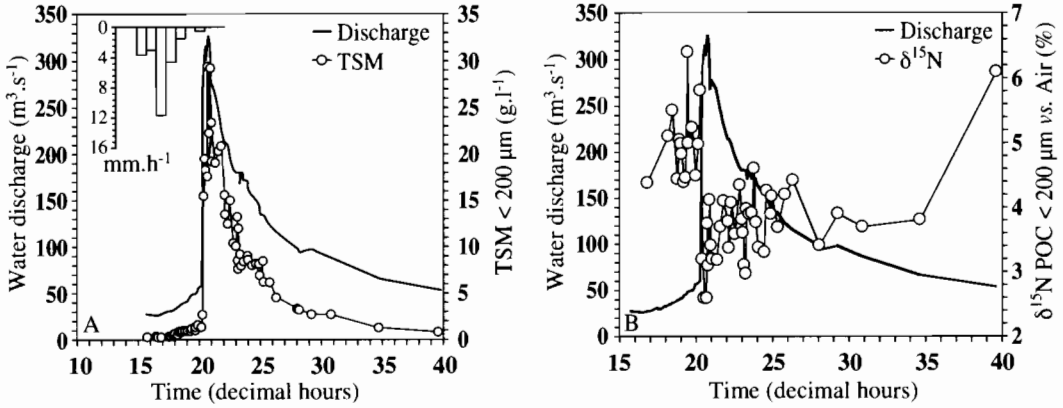 350
300
250
200
150
100
50
0
Water discharge (m³.s⁻¹)
0
4
8
12
16
mm.h⁻¹
Discharge
TSM
35
30
25
20
15
10
5
0
TSM < 200 µm (g.l⁻¹)
A
10 15 20 25 30 35 40
Time (decimal hours)
350
300
250
200
150
100
50
0
Water discharge (m³.s⁻¹)
Discharge
δ¹⁵N
7
6
5
4
3
2
δ¹⁵N POC < 200 µm vs. Air (%)
B
15 20 25 30 35 40
Time (decimal hours)